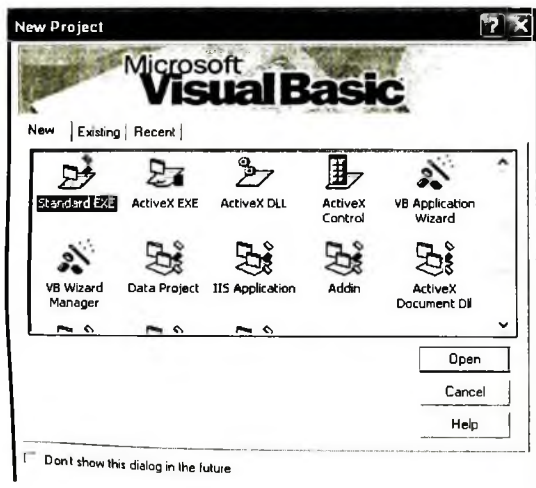 New Project
Microsoft
Visual Basic
New Existing Recent
Standard EXE ActiveX EXE ActiveX DLL ActiveX Control VB Application Wizard
VB Wizard Manager Data Project IIS Application Addin ActiveX Document Dll
Open
Cancel
Help
Don't show this dialog in the future